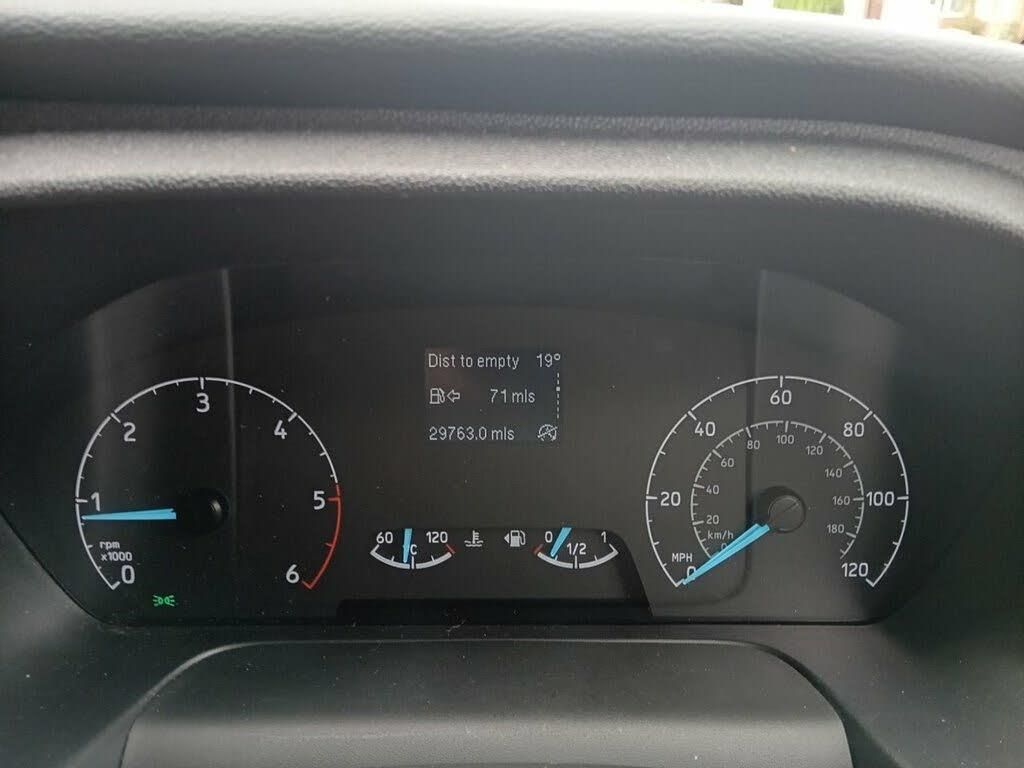 Dist to empty 19°
71 mls
29763.0 mls
0 1 2 3 4 5 6
rpm
x1000
60 120
°C
0 1/2 1
0 20 40 60 80 100 120
MPH
20 40 60 80 100 120 140 160 180
km/h